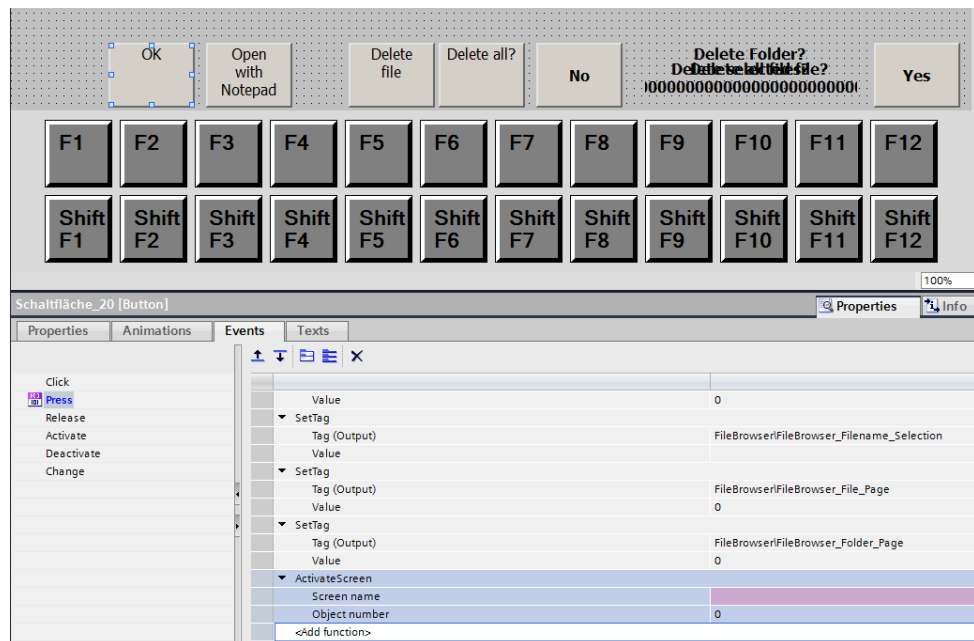 OK
Open
with
Notepad
Delete
file
Delete all?
No
Delete Folder?
Yes
F1 F2 F3 F4 F5 F6 F7 F8 F9 F10 F11 F12
Shift Shift Shift Shift Shift Shift Shift Shift Shift Shift Shift Shift
F1 F2 F3 F4 F5 F6 F7 F8 F9 F10 F11 F12
100%
Schaltfläche_20 [Button] Properties Info
Properties Animations Events Texts
Click
Press
Release
Activate
Deactivate
Change
Value 0
SetTag
Tag (Output) FileBrowser\FileBrowser_Filename_Selection
Value
SetTag
Tag (Output) FileBrowser\FileBrowser_File_Page
Value 0
SetTag
Tag (Output) FileBrowser\FileBrowser_Folder_Page
Value 0
ActivateScreen
Screen name
Object number 0
<Add function>